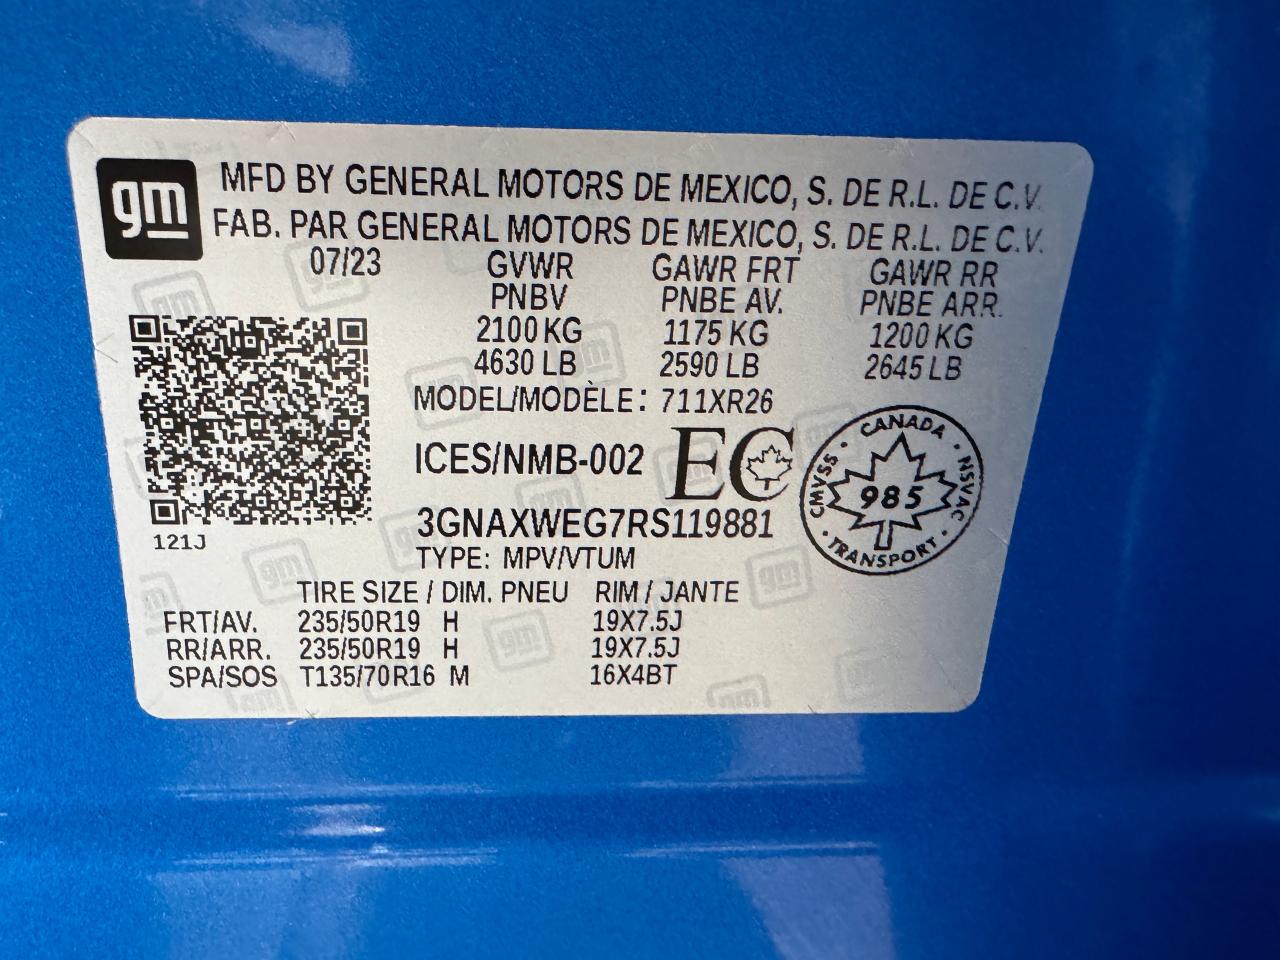 gm
MFD BY GENERAL MOTORS DE MEXICO, S. DE R.L. DE C.V.
FAB. PAR GENERAL MOTORS DE MEXICO, S. DE R.L. DE C.V.
07/23 GVWR GAWR FRT GAWR RR
PNBV PNBE AV. PNBE ARR.
2100 KG 1175 KG 1200 KG
4630 LB 2590 LB 2645 LB
MODEL/MODÈLE: 711XR26
ICES/NMB-002 EC
CANADA
CMVSS 985 NSVAC
TRANSPORT
3GNAXWEG7RS119881
121J
TYPE: MPV/VTUM
TIRE SIZE / DIM. PNEU RIM / JANTE
FRT/AV. 235/50R19 H 19X7.5J
RR/ARR. 235/50R19 H 19X7.5J
SPA/SOS T135/70R16 M 16X4BT